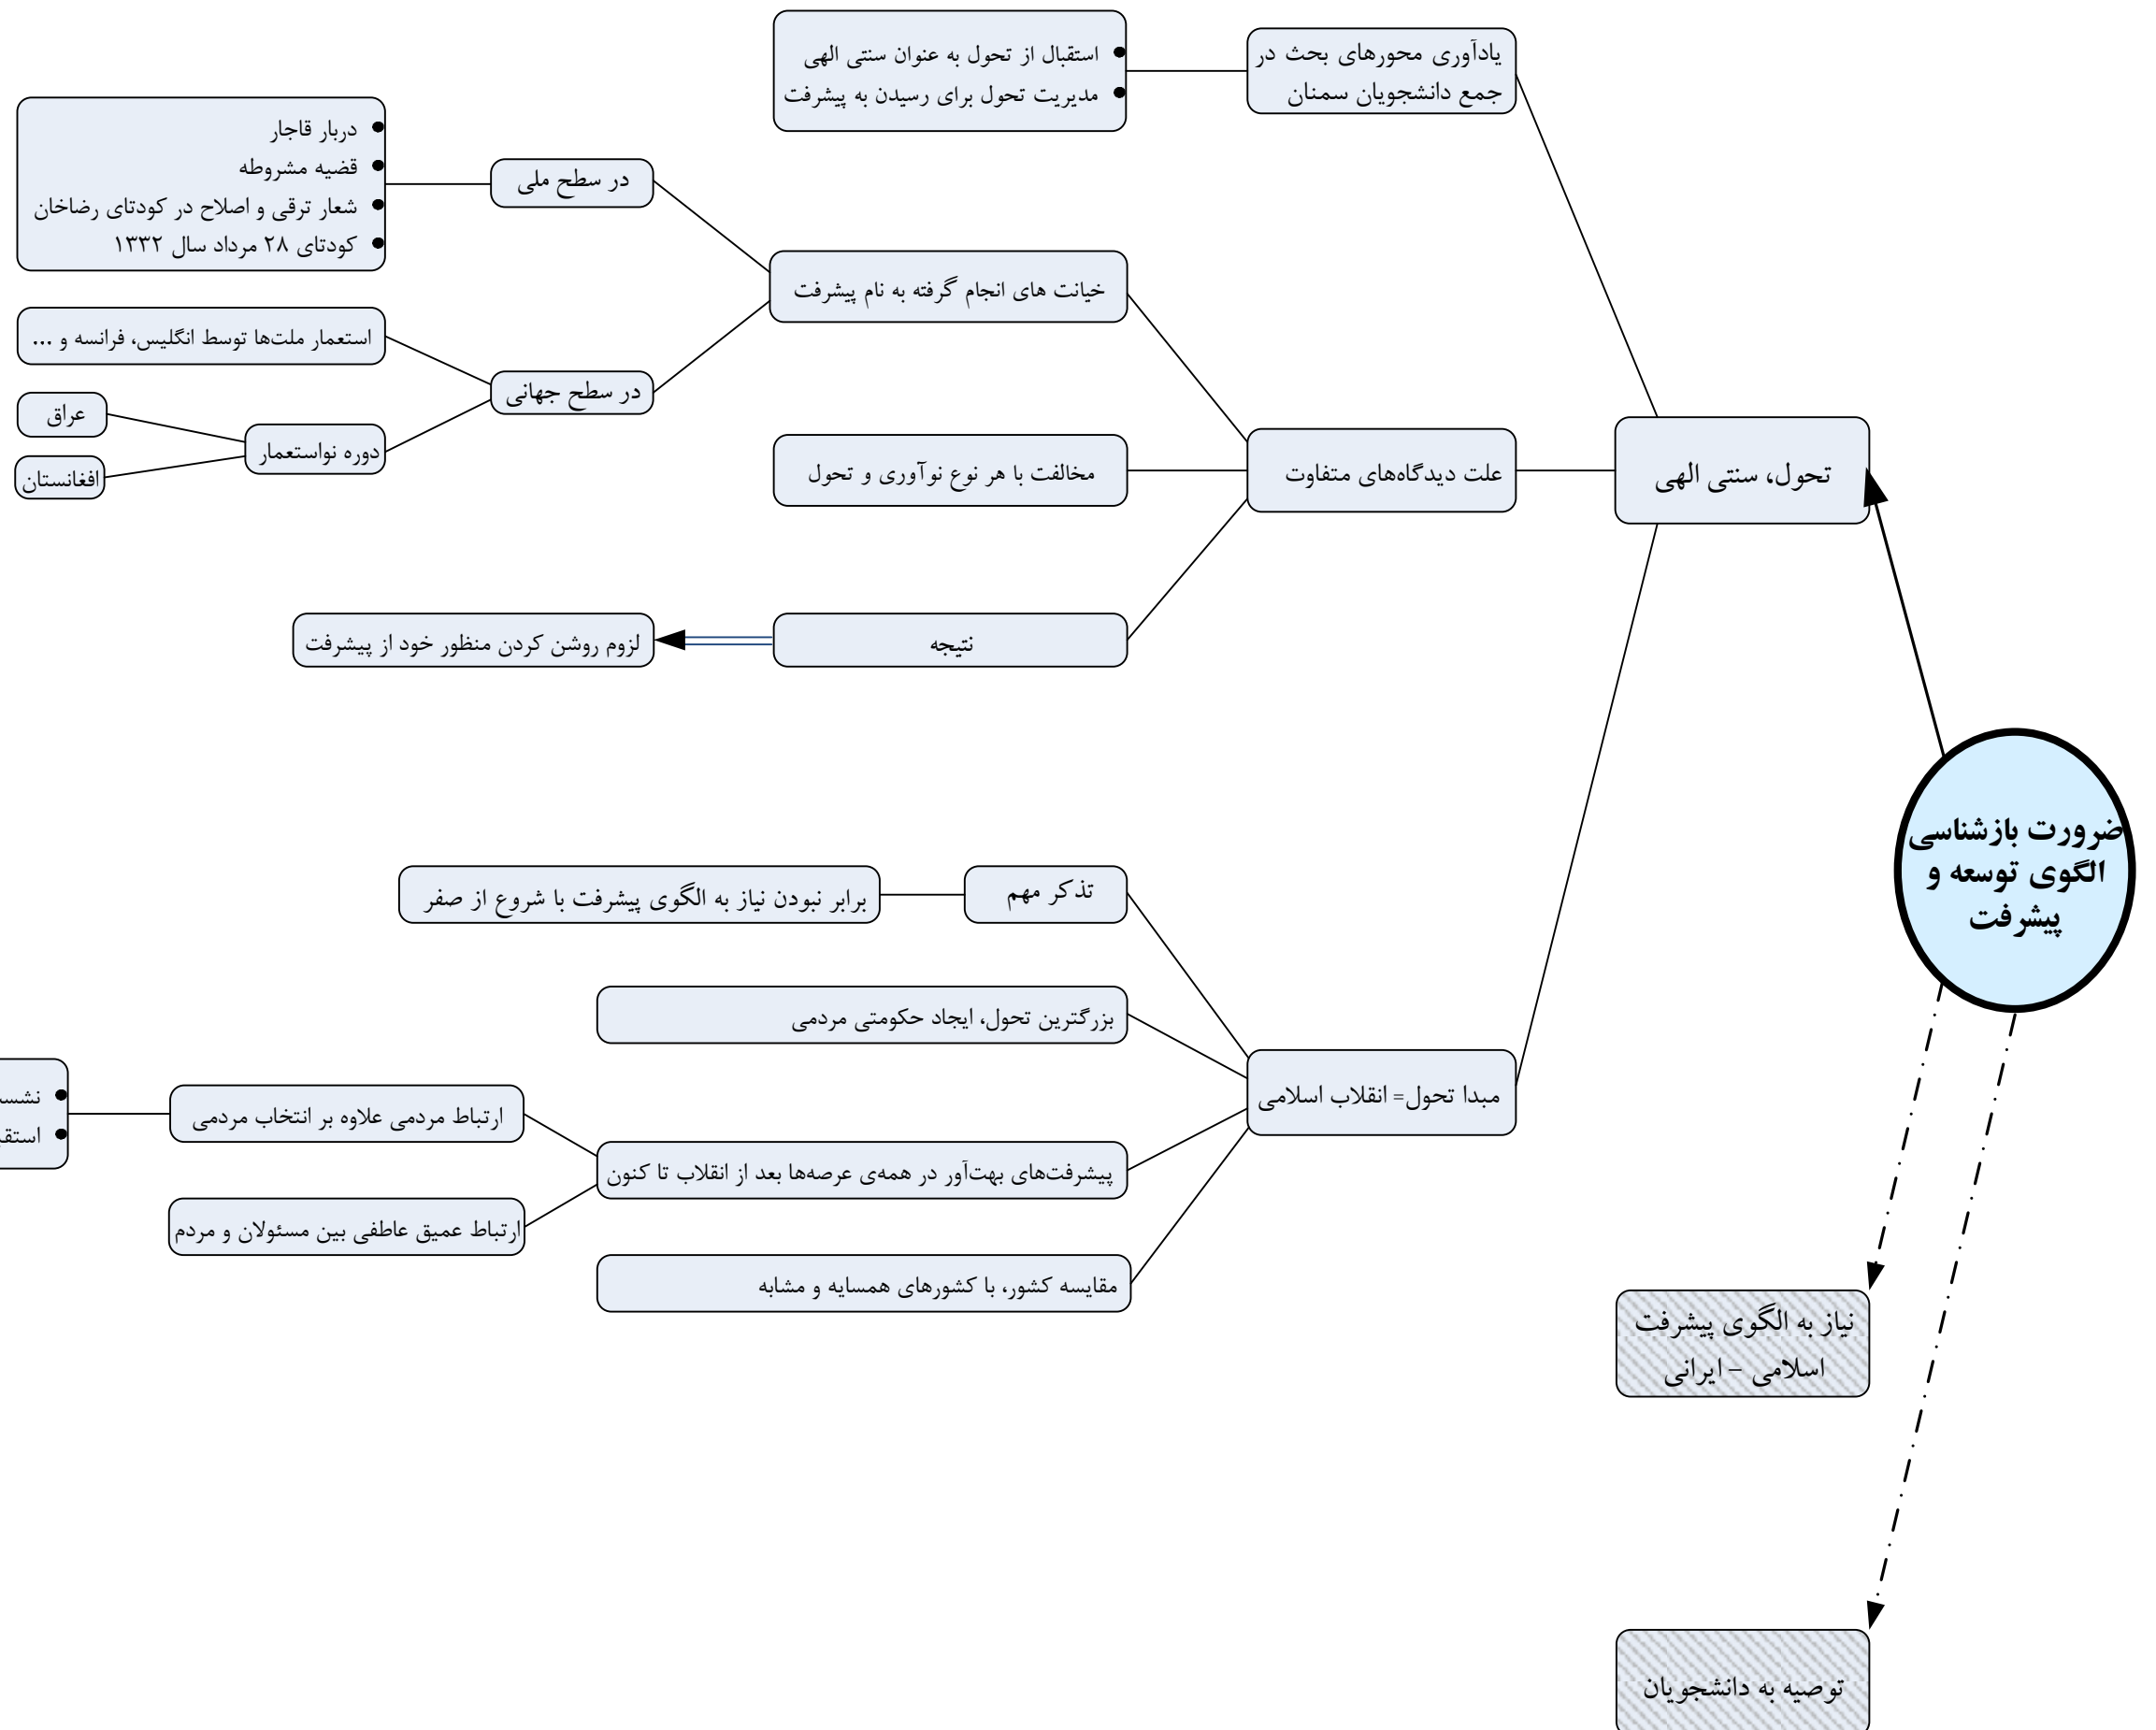 ضرورت بازشناسی
الگوی توسعه و
پیشرفت
تحول، سنتی الهی
یادآوری محورهای بحث در
جمع دانشجویان سمنان
• استقبال از تحول به عنوان سنتی الهی
• مدیریت تحول برای رسیدن به پیشرفت
علت دیدگاه‌های متفاوت
خیانت های انجام گرفته به نام پیشرفت
در سطح ملی
• دربار قاجار
• قضیه مشروطه
• شعار ترقی و اصلاح در کودتای رضاخان
• کودتای ۲۸ مرداد سال ۱۳۳۲
در سطح جهانی
استعمار ملت‌ها توسط انگلیس، فرانسه و ...
دوره نواستعمار
عراق
افغانستان
مخالفت با هر نوع نوآوری و تحول
نتیجه
لزوم روشن کردن منظور خود از پیشرفت
مبدا تحول= انقلاب اسلامی
تذکر مهم
برابر نبودن نیاز به الگوی پیشرفت با شروع از صفر
بزرگترین تحول، ایجاد حکومتی مردمی
پیشرفت‌های بهت‌آور در همه‌ی عرصه‌ها بعد از انقلاب تا کنون
ارتباط مردمی علاوه بر انتخاب مردمی
ارتباط عمیق عاطفی بین مسئولان و مردم
مقایسه کشور، با کشورهای همسایه و مشابه
نیاز به الگوی پیشرفت
اسلامی - ایرانی
توصیه به دانشجویان